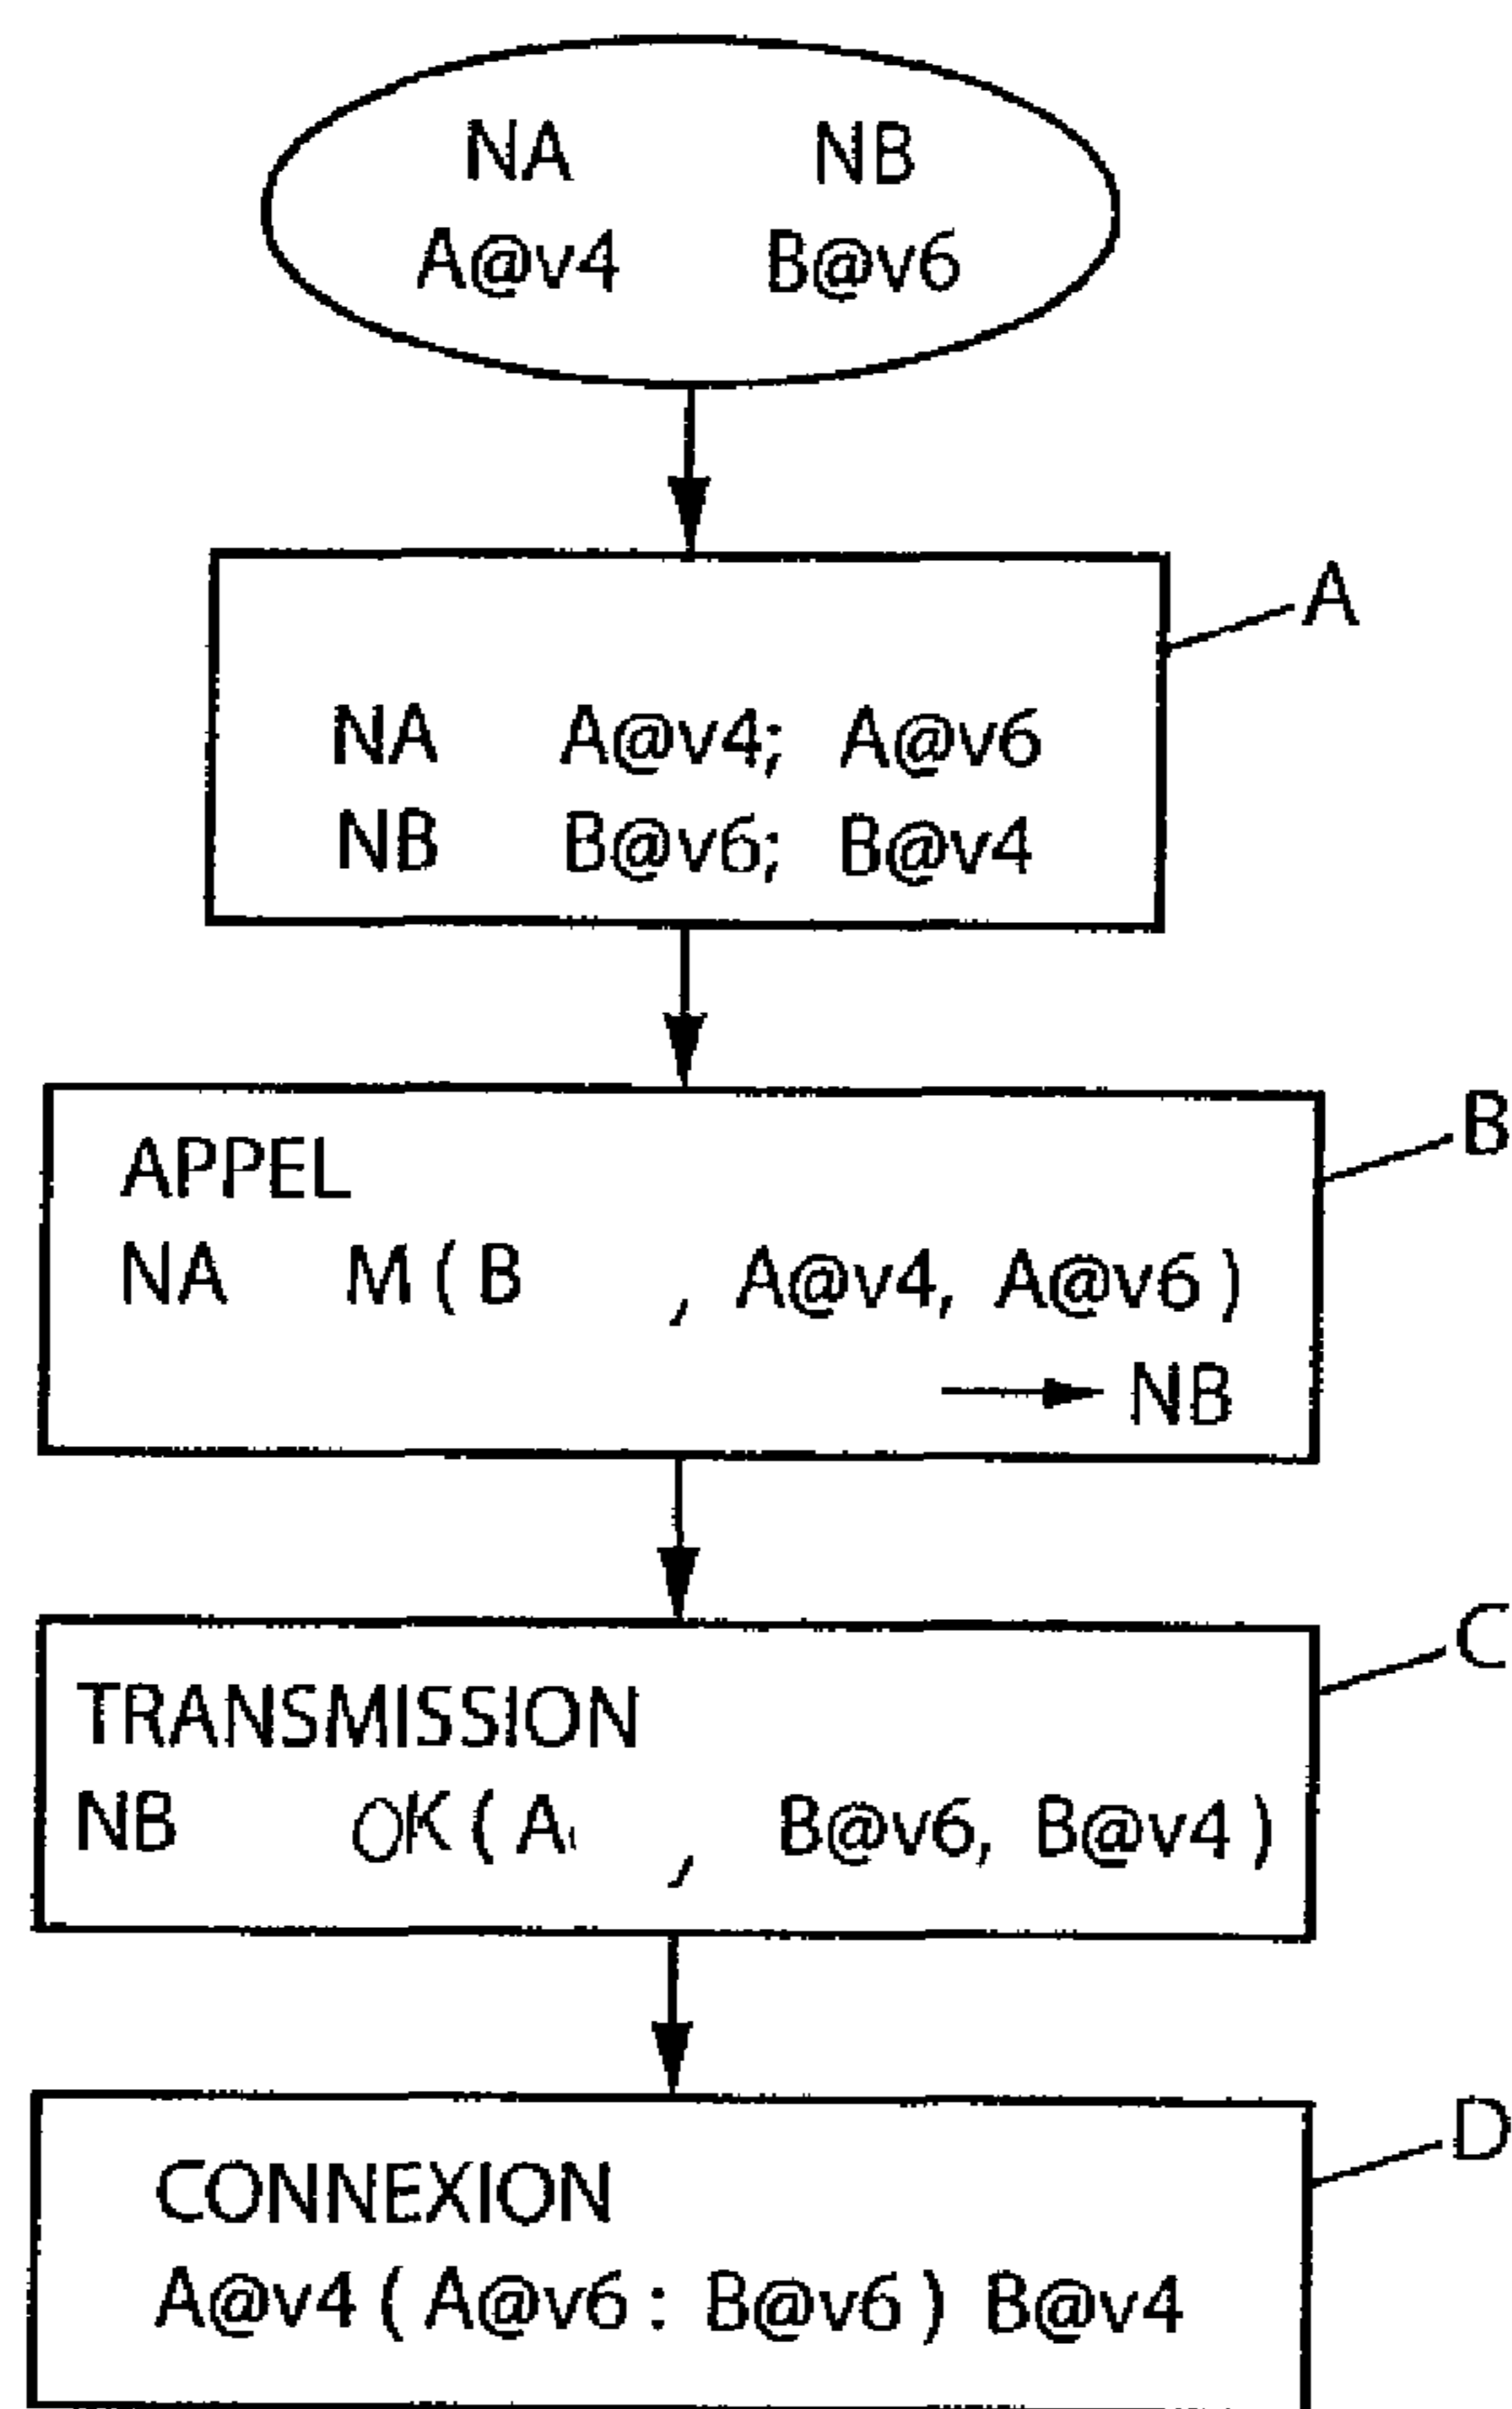 NA NB
A@v4 B@v6
A
NA A@v4; A@v6
NB B@v6; B@v4
B
APPEL
NA M(B , A@v4, A@v6)
NB
C
TRANSMISSION
NB OK(A , B@v6, B@v4)
D
CONNEXION
A@v4(A@v6: B@v6) B@v4